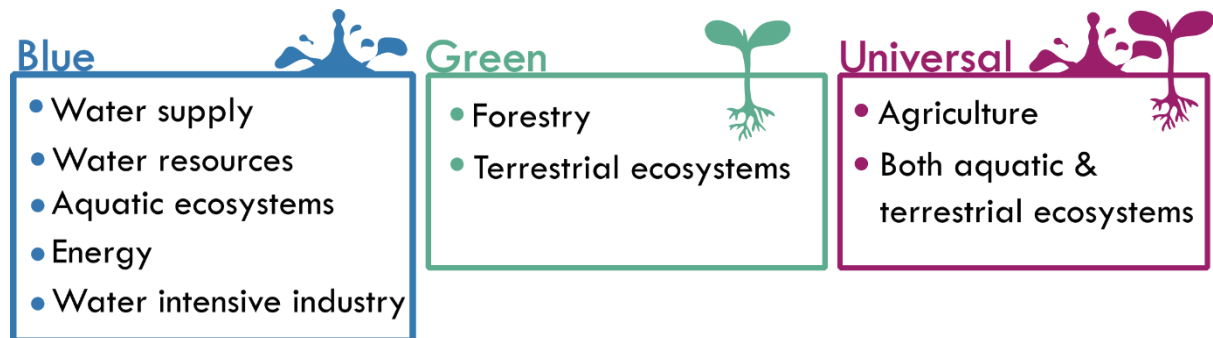 Blue
• Water supply
• Water resources
• Aquatic ecosystems
• Energy
• Water intensive industry
Green
• Forestry
• Terrestrial ecosystems
Universal
• Agriculture
• Both aquatic &
terrestrial ecosystems